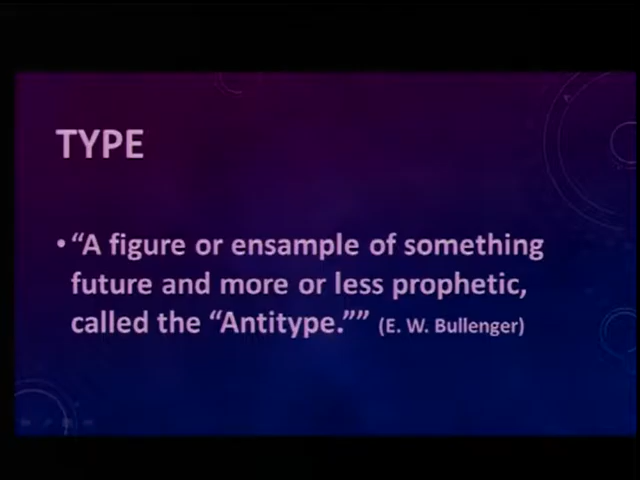 TYPE
• “A figure or ensample of something
future and more or less prophetic,
called the “Antitype.”” (E. W. Bullenger)